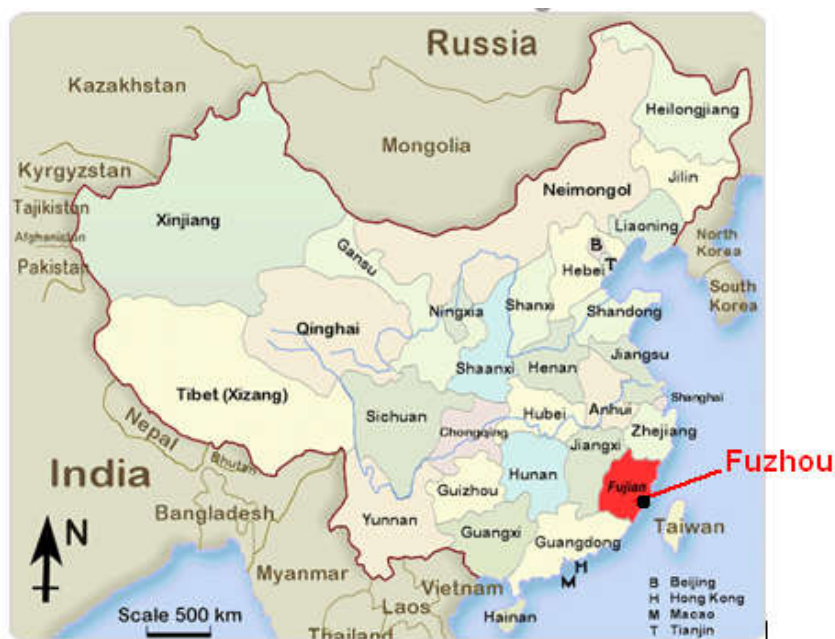 Russia
Kazakhstan
Heilongjiang
Mongolia
Kyrgyzstan
Jilin
Neimongol
Tajikistan
Xinjiang
Liaoning
Afghanistan
North
Korea
B
Gansu
T
Pakistan
Hebei
South
Korea
Ningxia
Shanxi
Shandong
Qinghai
Jiangsu
Shaanxi
Henan
Tibet (Xizang)
Shanghai
Sichuan
Hubei
Anhui
Nepal
Chongqing
Zhejiang
Jiangxi
Bhutan
Fuzhou
India
Hunan
Fujian
Guizhou
Bangladesh
Yunnan
Taiwan
N
Guangxi
Guangdong
H
Myanmar
M
B Beijing
Vietnam
H Hong Kong
Laos
M Macao
Scale 500 km
Hainan
T Tianjin
Thailand